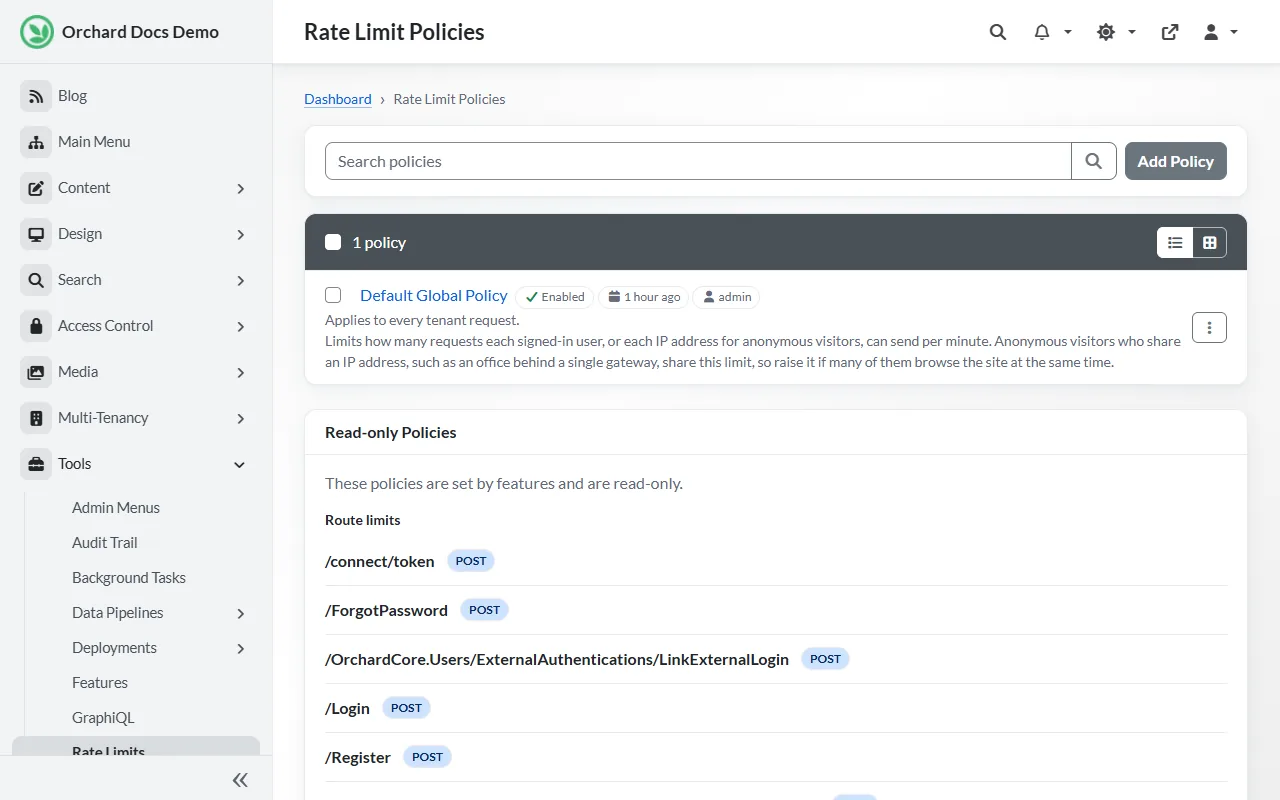 Orchard Docs Demo
Rate Limit Policies
Blog
Main Menu
Content
Design
Search
Access Control
Media
Multi-Tenancy
Tools
Admin Menus
Audit Trail
Background Tasks
Data Pipelines
Deployments
Features
GraphiQL
Rate Limits
Dashboard › Rate Limit Policies
Search policies
Add Policy
1 policy
Default Global Policy Enabled 1 hour ago admin
Applies to every tenant request.
Limits how many requests each signed-in user, or each IP address for anonymous visitors, can send per minute. Anonymous visitors who share
an IP address, such as an office behind a single gateway, share this limit, so raise it if many of them browse the site at the same time.
Read-only Policies
These policies are set by features and are read-only.
Route limits
/connect/token POST
/ForgotPassword POST
/OrchardCore.Users/ExternalAuthentications/LinkExternalLogin POST
/Login POST
/Register POST